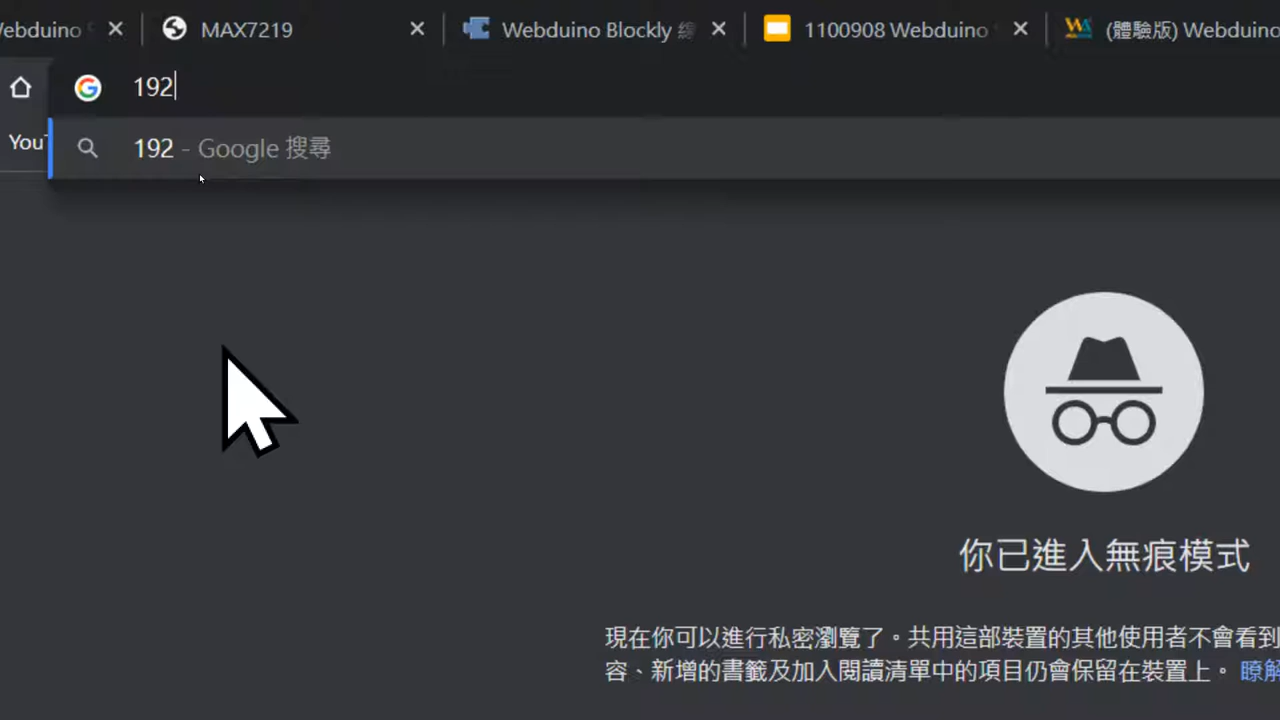 ebduino
MAX7219
Webduino Blockly
1100908 Webduino
(體驗版) Webduino
192
You
192 - Google 搜尋
你已進入無痕模式
現在你可以進行私密瀏覽了。共用這部裝置的其他使用者不會看到
容、新增的書籤及加入閱讀清單中的項目仍會保留在裝置上。 瞭解